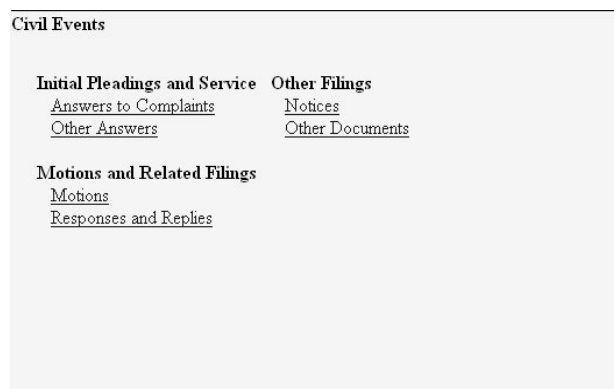 Civil Events
Initial Pleadings and Service
Answers to Complaints
Other Answers
Motions and Related Filings
Motions
Responses and Replies
Other Filings
Notices
Other Documents